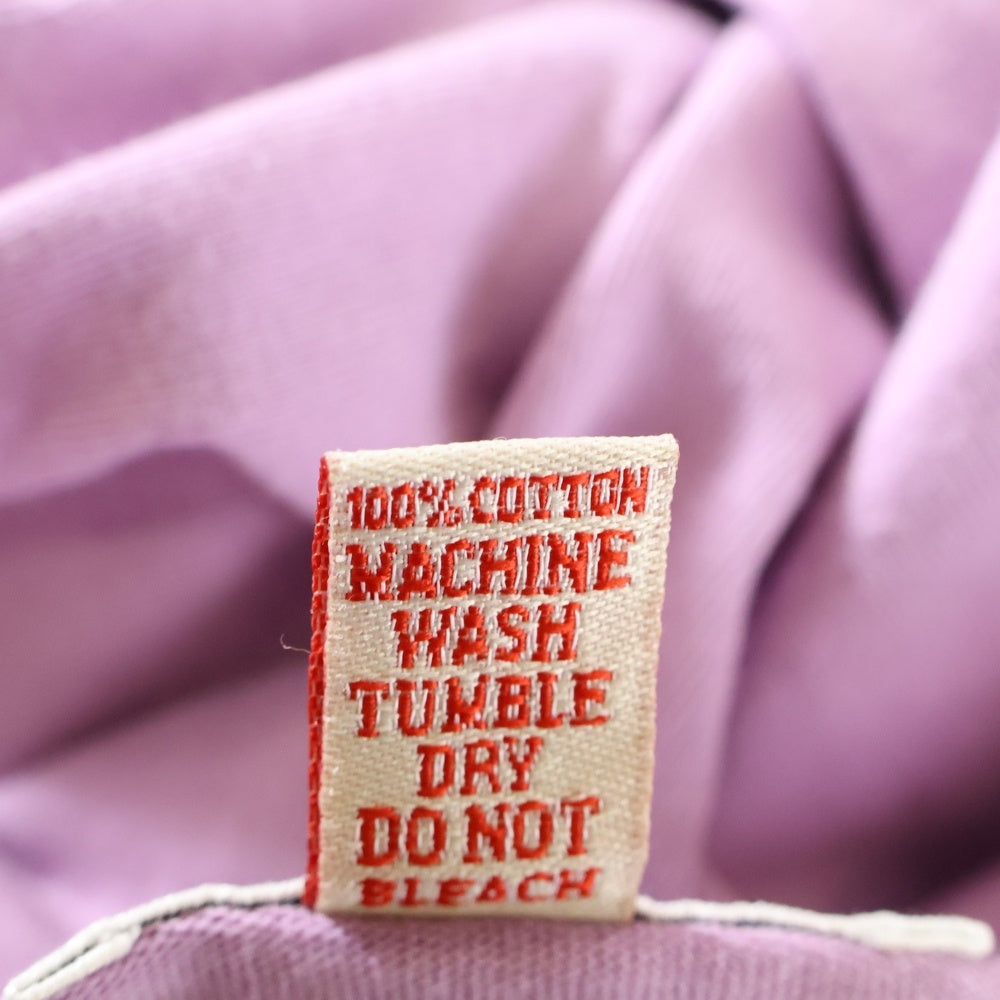 100% COTTON
MACHINE
WASH
TUMBLE
DRY
DO NOT
BLEACH